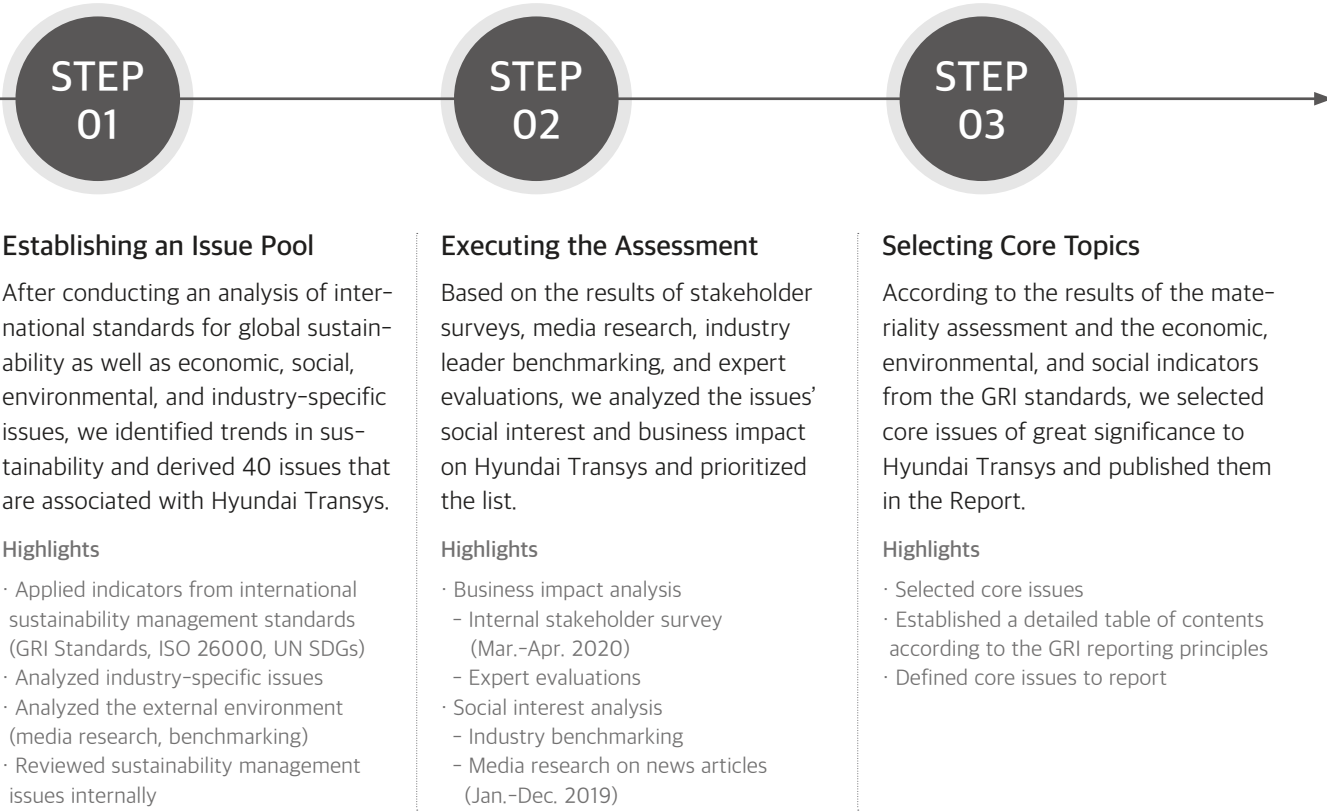 STEP
01
STEP
02
STEP
03
Establishing an Issue Pool
After conducting an analysis of inter-
national standards for global sustain-
ability as well as economic, social,
environmental, and industry-specific
issues, we identified trends in sus-
tainability and derived 40 issues that
are associated with Hyundai Transys.
Highlights
· Applied indicators from international
sustainability management standards
(GRI Standards, ISO 26000, UN SDGs)
· Analyzed industry-specific issues
· Analyzed the external environment
(media research, benchmarking)
· Reviewed sustainability management
issues internally
Executing the Assessment
Based on the results of stakeholder
surveys, media research, industry
leader benchmarking, and expert
evaluations, we analyzed the issues’
social interest and business impact
on Hyundai Transys and prioritized
the list.
Highlights
· Business impact analysis
- Internal stakeholder survey
(Mar.-Apr. 2020)
- Expert evaluations
· Social interest analysis
- Industry benchmarking
- Media research on news articles
(Jan.-Dec. 2019)
Selecting Core Topics
According to the results of the mate-
riality assessment and the economic,
environmental, and social indicators
from the GRI standards, we selected
core issues of great significance to
Hyundai Transys and published them
in the Report.
Highlights
· Selected core issues
· Established a detailed table of contents
according to the GRI reporting principles
· Defined core issues to report